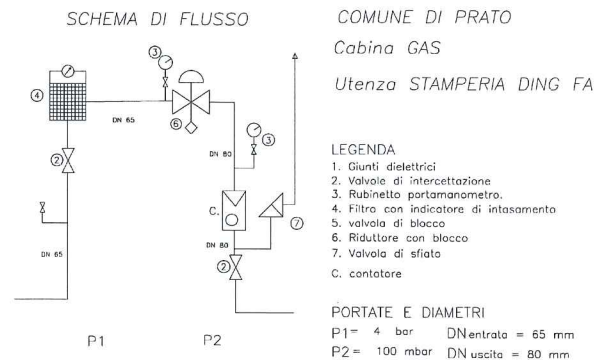 SCHEMA DI FLUSSO
COMUNE DI PRATO
Cabina GAS
Utenza STAMPERIA DING FA
3
4
DN 65
6
3
DN 80
2
C.
7
DN 65
DN 80
2
P1
P2
LEGENDA
1. Giunti dielettrici
2. Valvole di intercettazione
3. Rubinetto portamanometro.
4. Filtro con indicatore di intasamento
5. valvola di blocco
6. Riduttore con blocco
7. Valvola di sfiato
C. contatore
PORTATE E DIAMETRI
P1= 4 bar DN entrata = 65 mm
P2= 100 mbar DN uscita = 80 mm